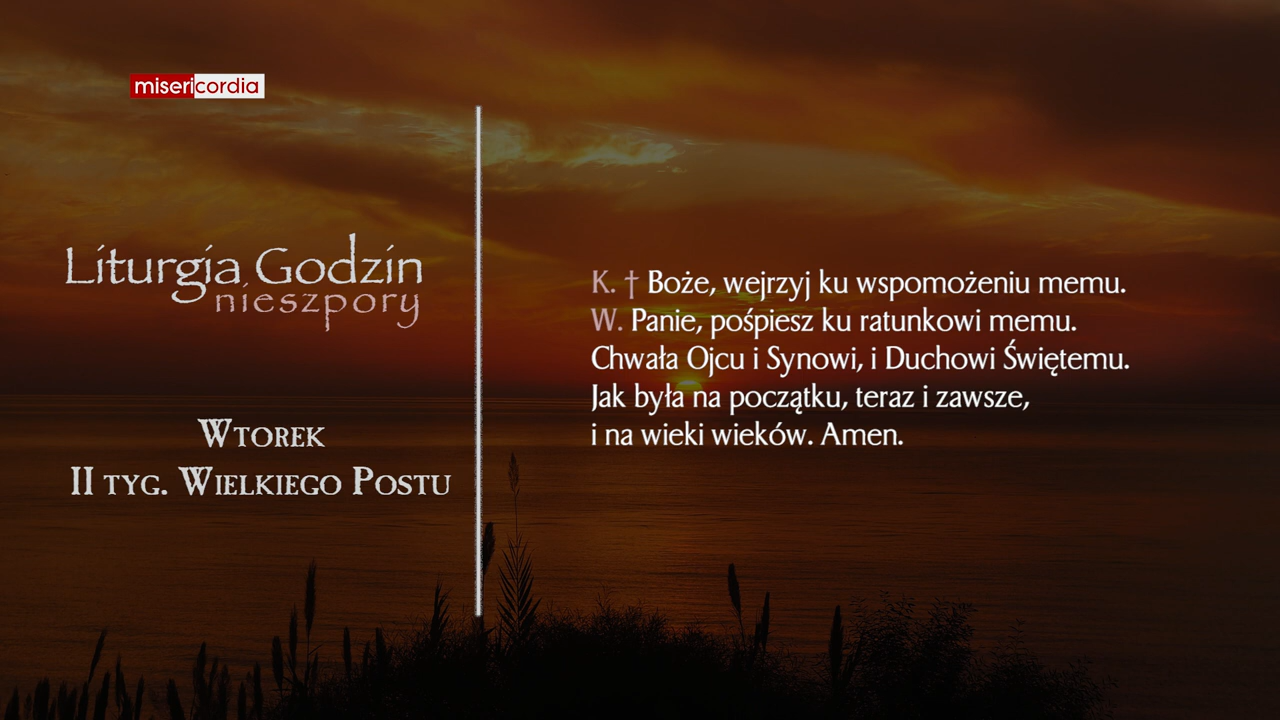 misericordia
Liturgia Godzin
nieszpory
Wtorek
II tyg. Wielkiego Postu
K. † Boże, wejrzyj ku wspomożeniu memu.
W. Panie, pośpiesz ku ratunkowi memu.
Chwała Ojcu i Synowi, i Duchowi Świętemu.
Jak była na początku, teraz i zawsze,
i na wieki wieków. Amen.